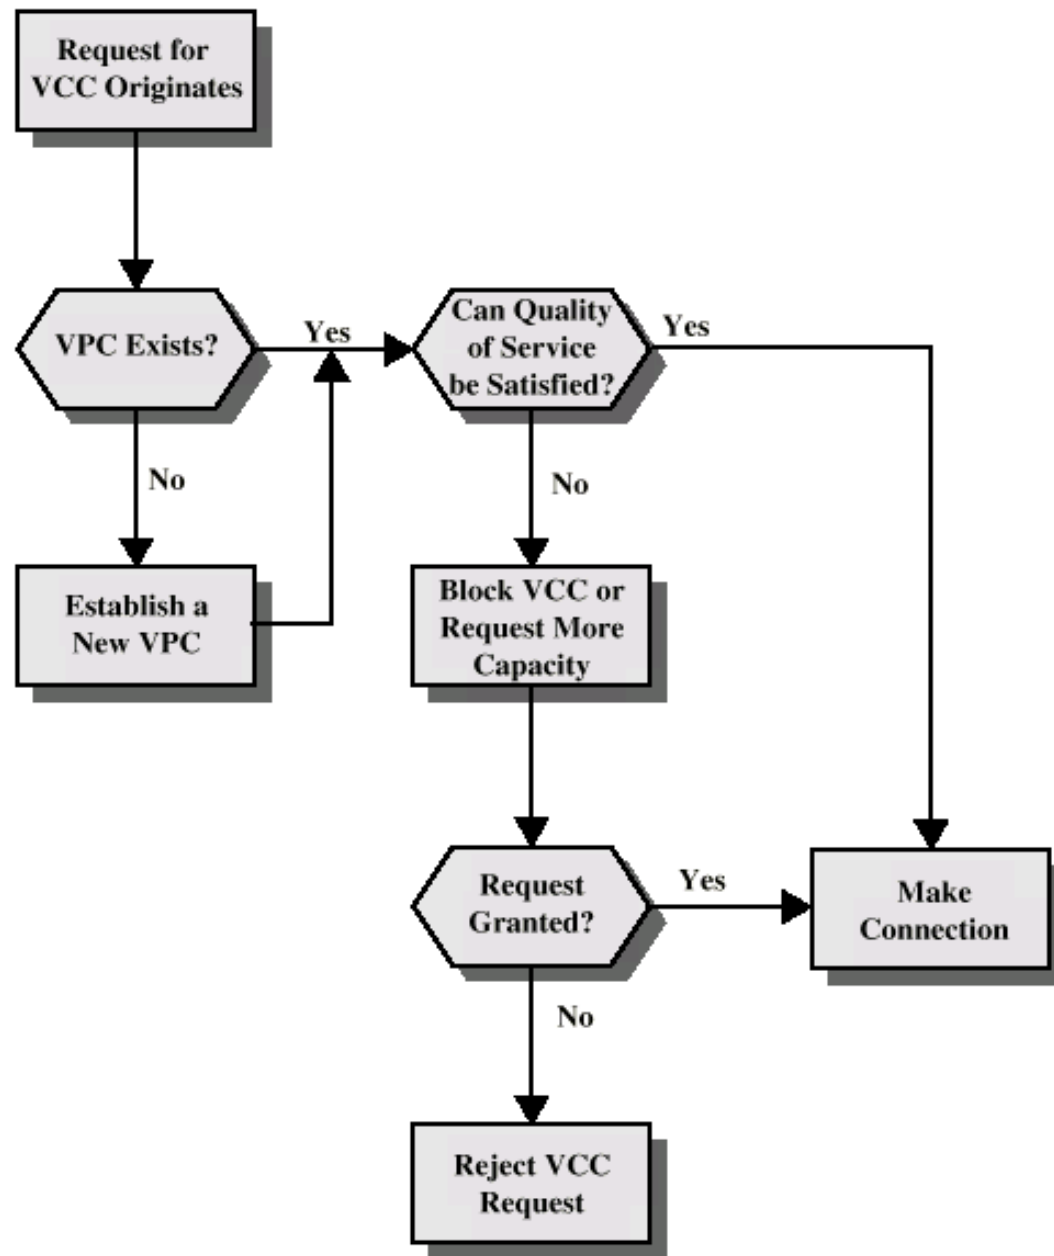 Request for
VCC Originates
VPC Exists?
Yes
Can Quality
of Service
be Satisfied?
Yes
No
No
Establish a
New VPC
Block VCC or
Request More
Capacity
Request
Granted?
Yes
Make
Connection
No
Reject VCC
Request